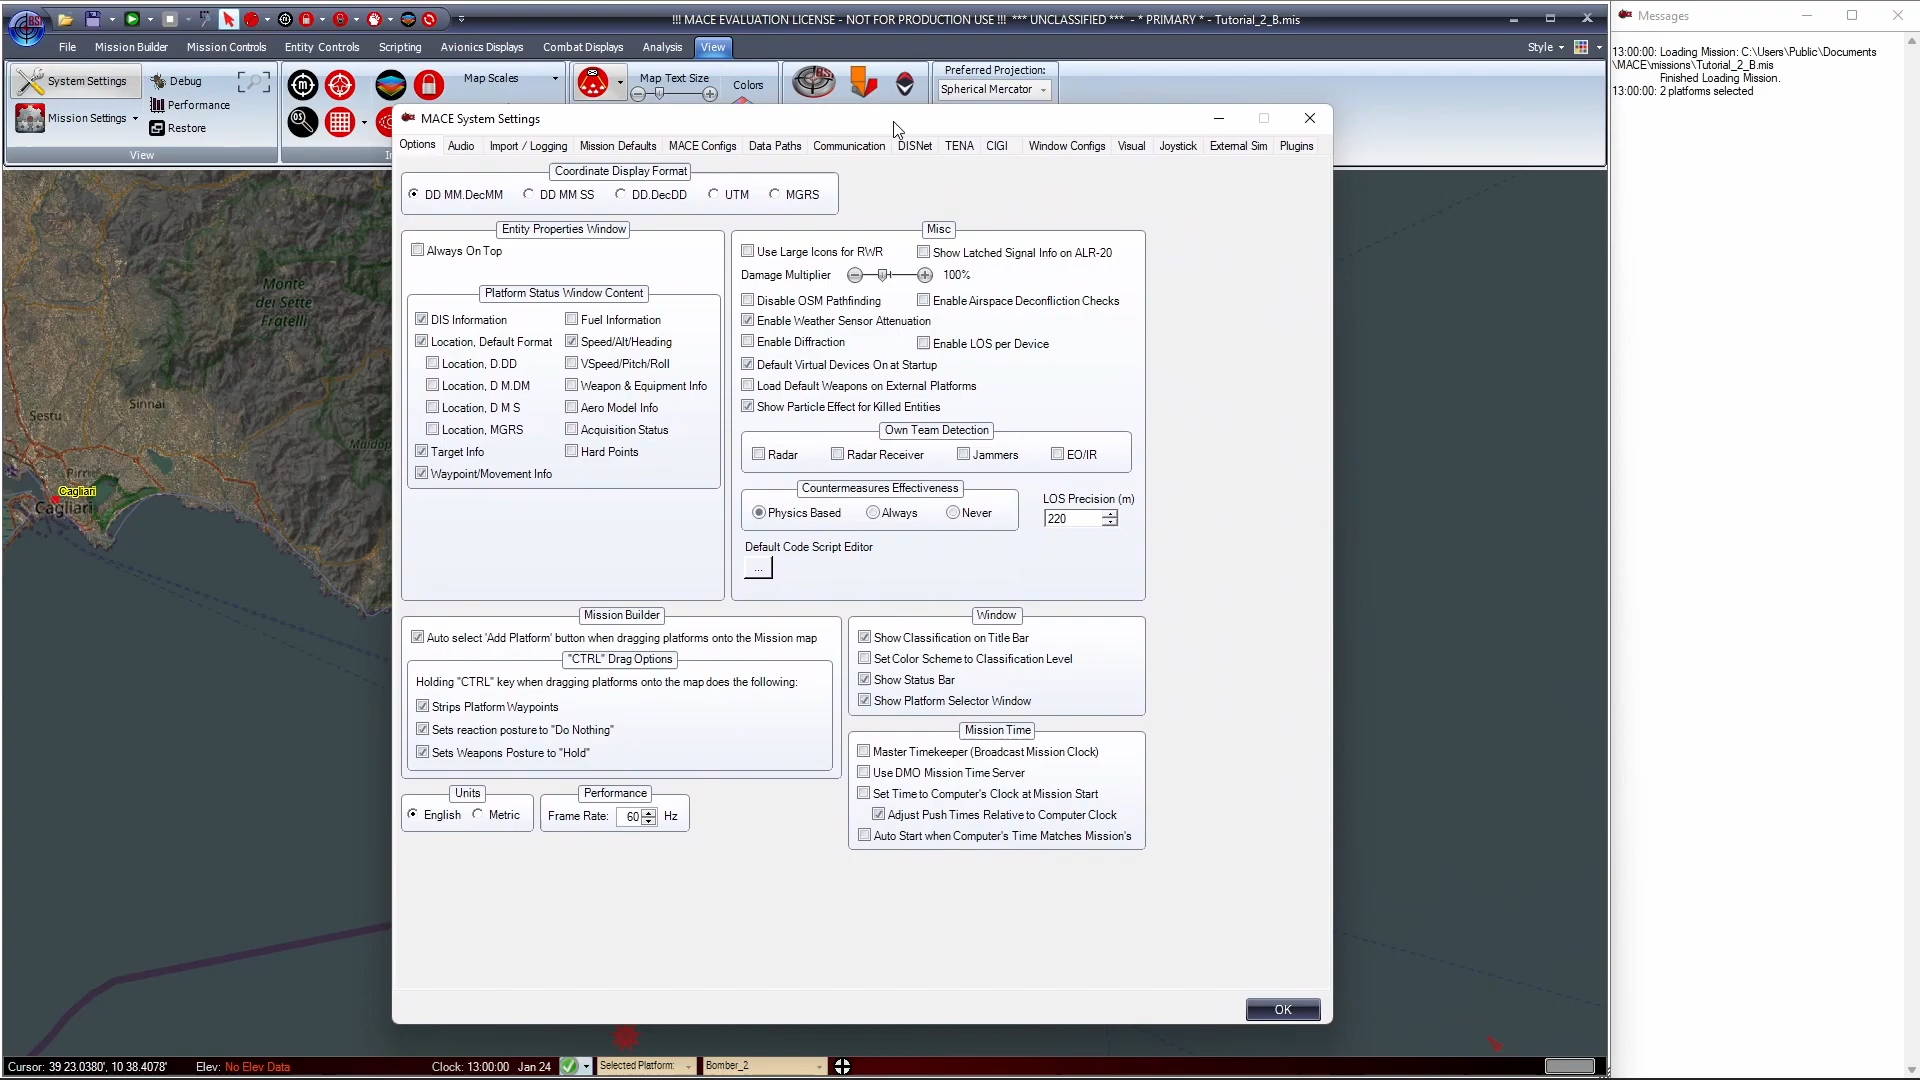 !!! MACE EVALUATION LICENSE - NOT FOR PRODUCTION USE !!! *** UNCLASSIFIED *** - * PRIMARY * - Tutorial_2_B.mis
Messages
File Mission Builder Mission Controls Entity Controls Scripting Avionics Displays Combat Displays Analysis View Style
13:00:00: Loading Mission: C:\Users\Public\Documents
\MACE\missions\Tutorial_2_B.mis
Finished Loading Mission.
13:00:00: 2 platforms selected
System Settings Debug Map Scales Map Text Size Colors Preferred Projection:
Mission Settings Performance Spherical Mercator
Restore
View
MACE System Settings
Options Audio Import / Logging Mission Defaults MACE Configs Data Paths Communication DISNet TENA CIGI Window Configs Visual Joystick External Sim Plugins
Coordinate Display Format
DD MM.DecMM DD MM SS DD.DecDD UTM MGRS
Entity Properties Window
Always On Top
Platform Status Window Content
DIS Information Fuel Information
Location, Default Format Speed/Alt/Heading
Location, D.DD VSpeed/Pitch/Roll
Location, D M.DM Weapon & Equipment Info
Location, D M S Aero Model Info
Location, MGRS Acquisition Status
Target Info Hard Points
Waypoint/Movement Info
Misc
Use Large Icons for RWR Show Latched Signal Info on ALR-20
Damage Multiplier 100%
Disable OSM Pathfinding Enable Airspace Deconfliction Checks
Enable Weather Sensor Attenuation
Enable Diffraction Enable LOS per Device
Default Virtual Devices On at Startup
Load Default Weapons on External Platforms
Show Particle Effect for Killed Entities
Own Team Detection
Radar Radar Receiver Jammers EO/IR
Countermeasures Effectiveness
Physics Based Always Never
LOS Precision (m)
220
Default Code Script Editor
...
Mission Builder
Auto select 'Add Platform' button when dragging platforms onto the Mission map
"CTRL" Drag Options
Holding "CTRL" key when dragging platforms onto the map does the following:
Strips Platform Waypoints
Sets reaction posture to "Do Nothing"
Sets Weapons Posture to "Hold"
Window
Show Classification on Title Bar
Set Color Scheme to Classification Level
Show Status Bar
Show Platform Selector Window
Mission Time
Master Timekeeper (Broadcast Mission Clock)
Use DMO Mission Time Server
Set Time to Computer's Clock at Mission Start
Adjust Push Times Relative to Computer Clock
Auto Start when Computer's Time Matches Mission's
Units
English Metric
Performance
Frame Rate: 60 Hz
OK
Monte
dei Sette
Fratelli
Sinnai
Sestu
Cagliari
Cagliari
Cursor: 39 23.0380', 10 38.4078' Elev: No Elev Data Clock: 13:00:00 Jan 24 Selected Platform: Bomber_2